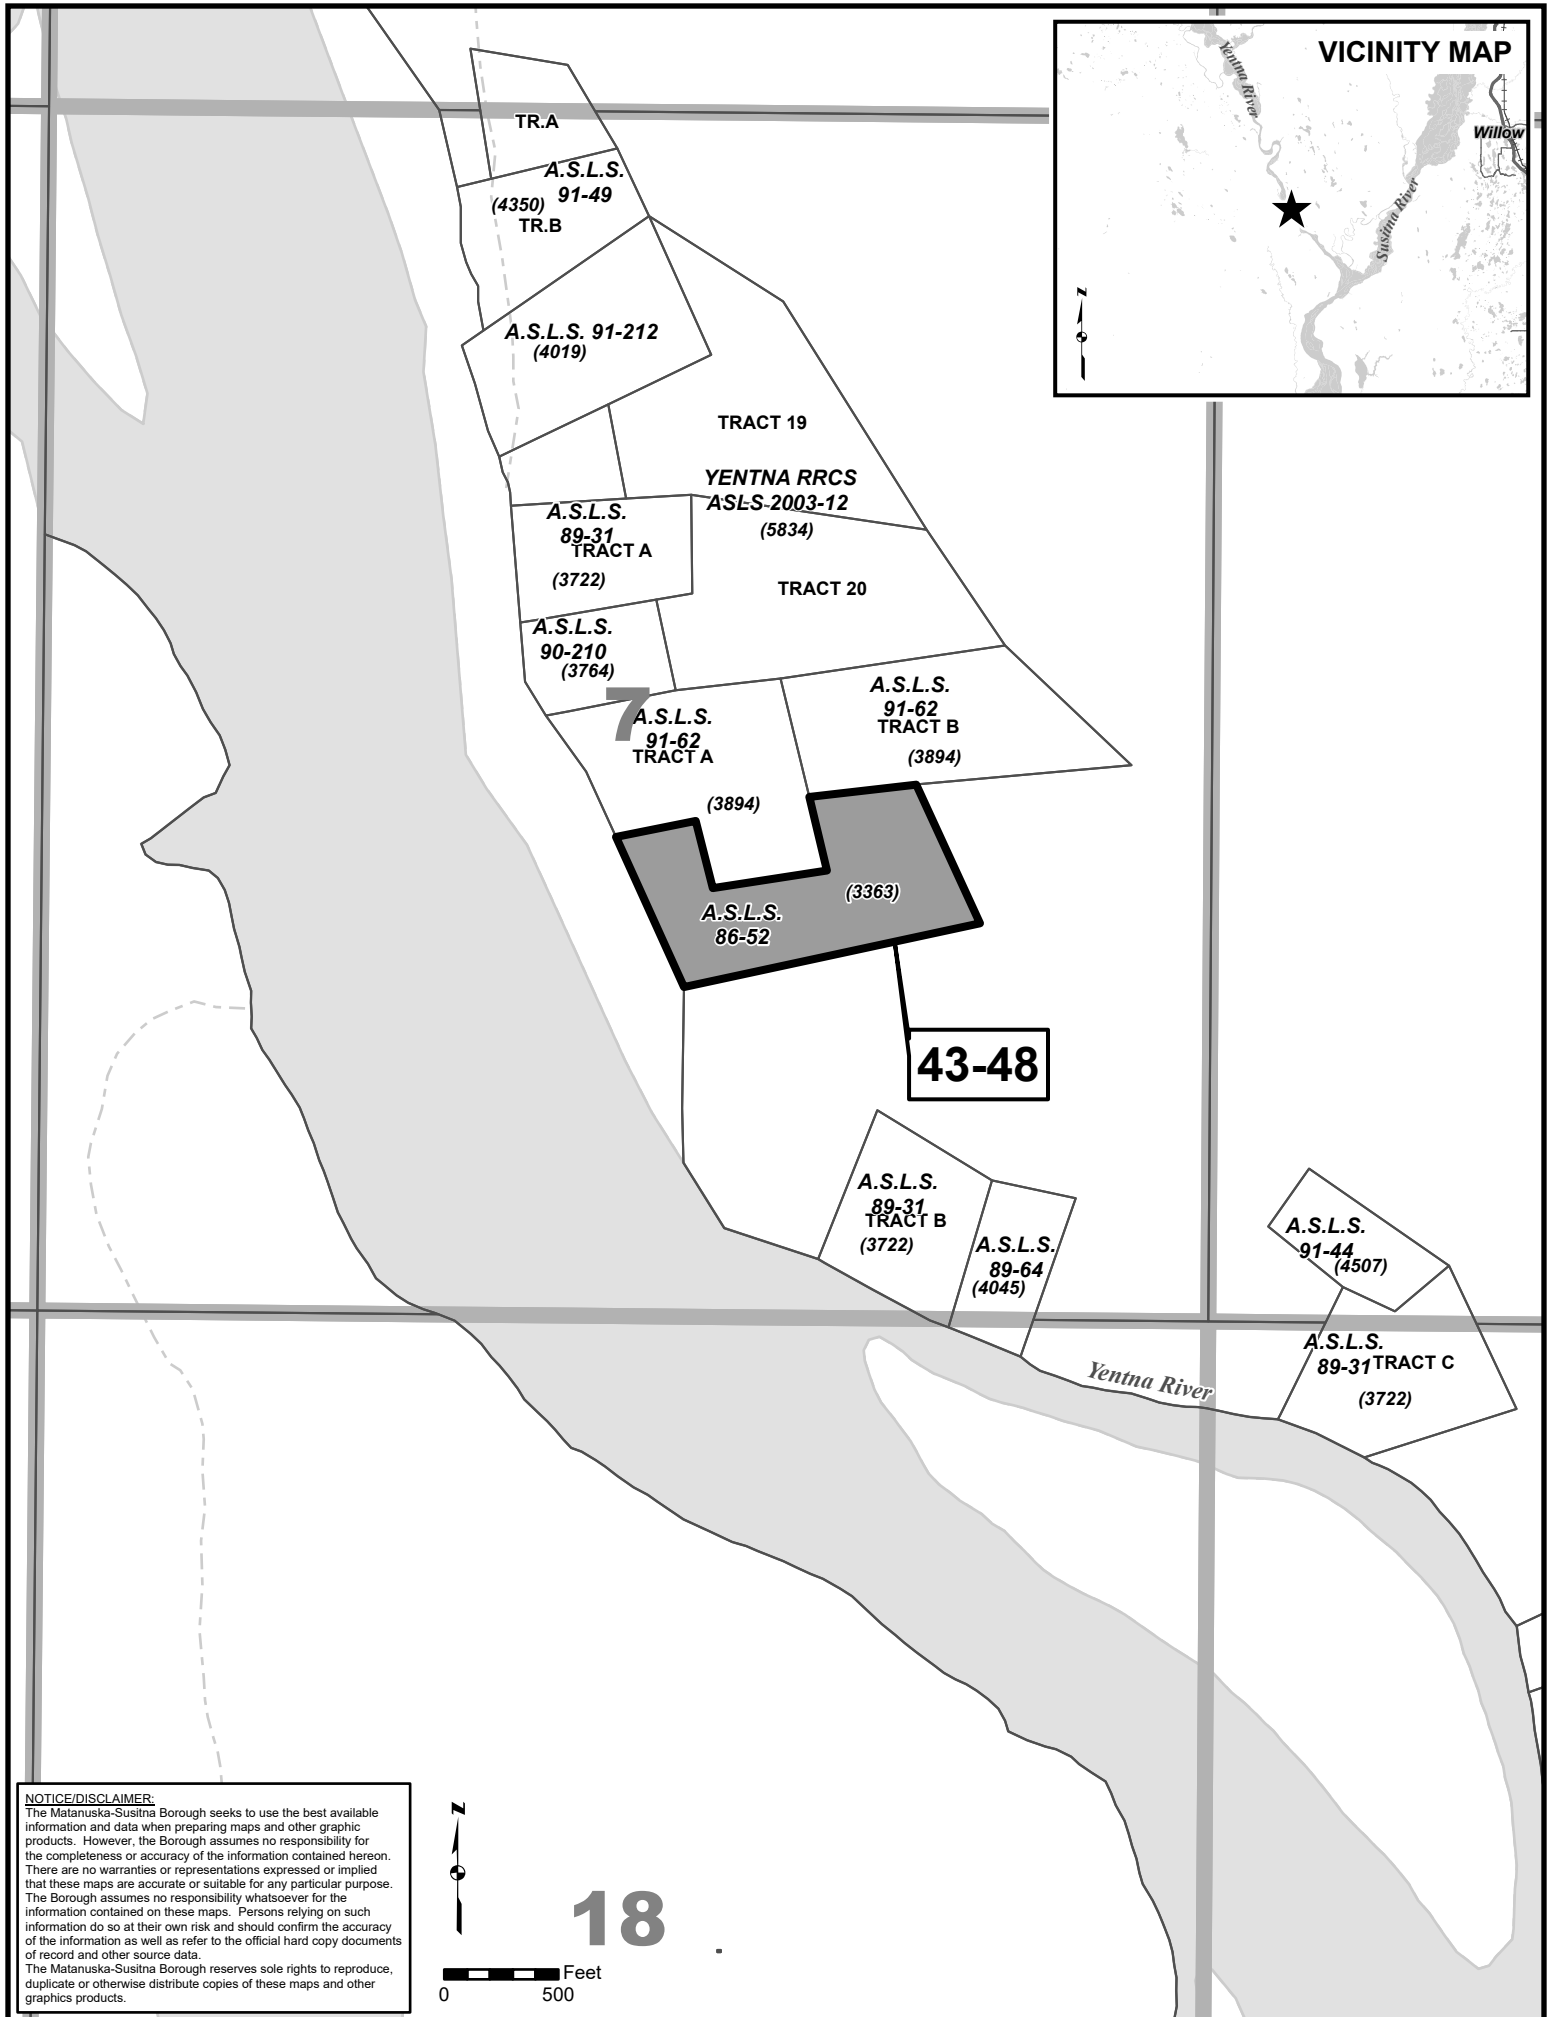 VICINITY MAP
Yentna River
Willow
Susitna River
N
TR.A
A.S.L.S.
91-49
(4350)
TR.B
A.S.L.S. 91-212
(4019)
TRACT 19
YENTNA RRCS
ASLS 2003-12
(5834)
A.S.L.S.
89-31
TRACT A
(3722)
TRACT 20
A.S.L.S.
90-210
(3764)
7
A.S.L.S.
91-62
TRACT A
(3894)
A.S.L.S.
91-62
TRACT B
(3894)
(3363)
A.S.L.S.
86-52
43-48
A.S.L.S.
89-31
TRACT B
(3722)
A.S.L.S.
89-64
(4045)
A.S.L.S.
91-44
(4507)
A.S.L.S.
89-31 TRACT C
(3722)
Yentna River
NOTICE/DISCLAIMER:
The Matanuska-Susitna Borough seeks to use the best available
information and data when preparing maps and other graphic
products. However, the Borough assumes no responsibility for
the completeness or accuracy of the information contained hereon.
There are no warranties or representations expressed or implied
that these maps are accurate or suitable for any particular purpose.
The Borough assumes no responsibility whatsoever for the
information contained on these maps. Persons relying on such
information do so at their own risk and should confirm the accuracy
of the information as well as refer to the official hard copy documents
of record and other source data.
The Matanuska-Susitna Borough reserves sole rights to reproduce,
duplicate or otherwise distribute copies of these maps and other
graphics products.
N
18
Feet
0 500